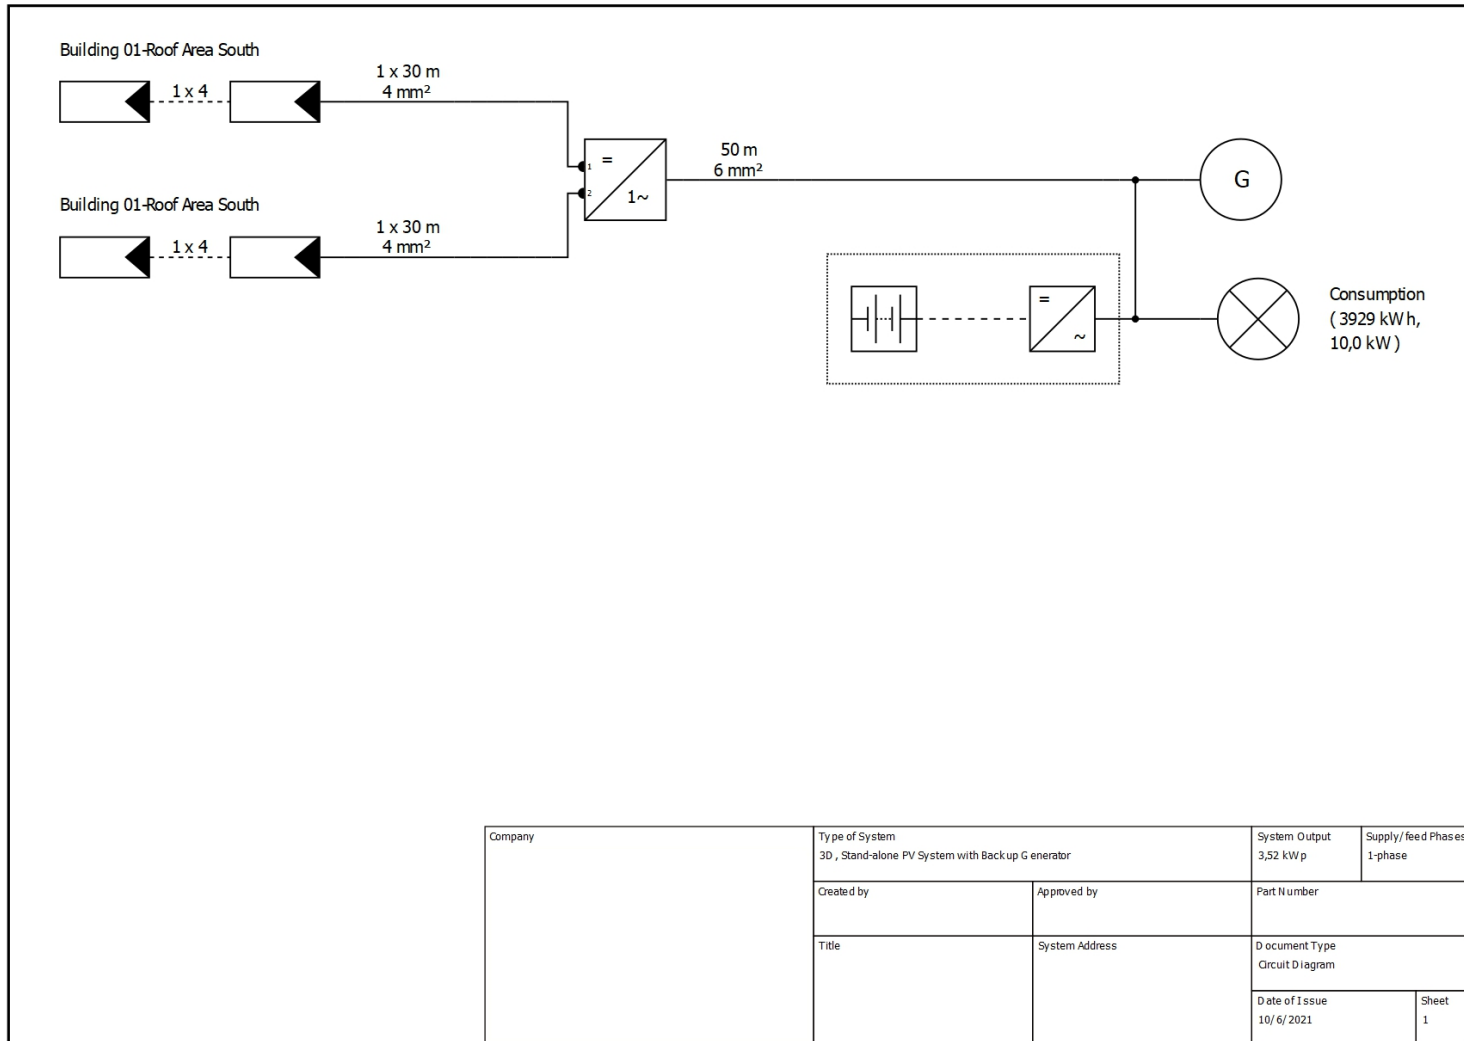 Building 01-Roof Area South
1 x 4
1 x 30 m
4 mm²
=
1
2
1~
50 m
6 mm²
G
Building 01-Roof Area South
1 x 4
1 x 30 m
4 mm²
=
~
Consumption
( 3929 kWh,
10,0 kW )
Company
Type of System
3D , Stand-alone PV System with Backup Generator
System Output
3,52 kWp
Supply/feed Phases
1-phase
Created by
Approved by
Part Number
Title
System Address
Document Type
Circuit Diagram
Date of Issue
10/6/2021
Sheet
1